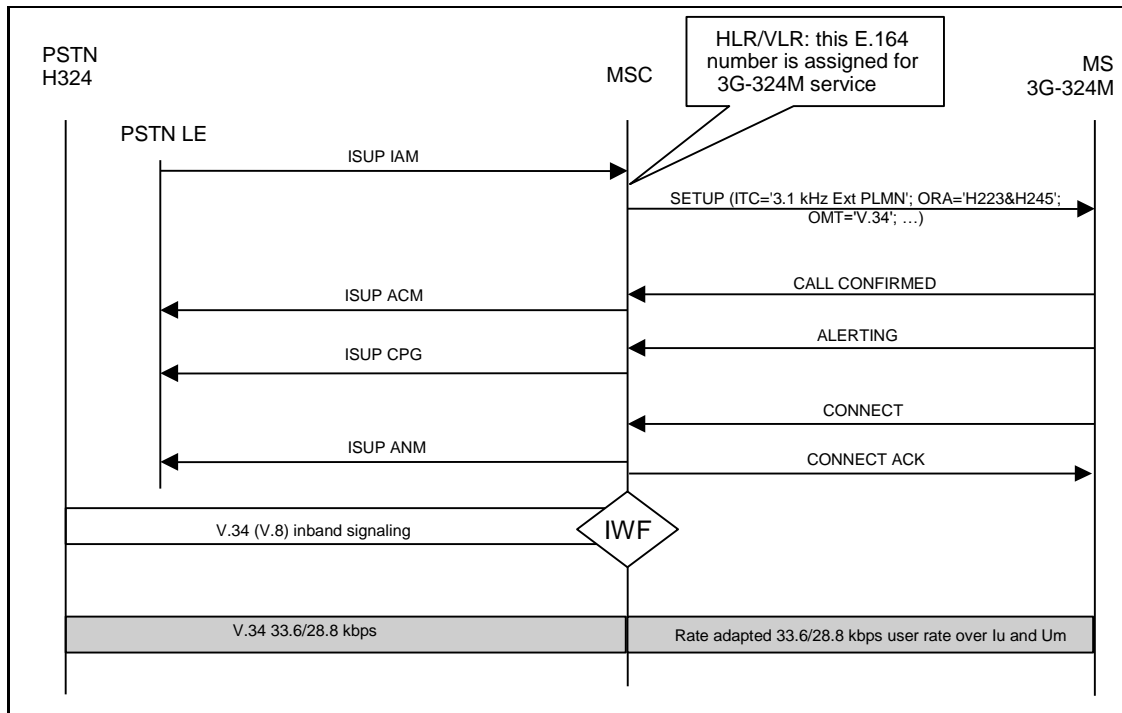 PSTN
H324
PSTN LE
MSC
HLR/VLR: this E.164
number is assigned for
3G-324M service
MS
3G-324M
ISUP IAM
SETUP (ITC='3.1 kHz Ext PLMN'; ORA='H223&H245';
OMT='V.34'; …)
CALL CONFIRMED
ISUP ACM
ALERTING
ISUP CPG
CONNECT
ISUP ANM
CONNECT ACK
V.34 (V.8) inband signaling
IWF
V.34 33.6/28.8 kbps
Rate adapted 33.6/28.8 kbps user rate over Iu and Um